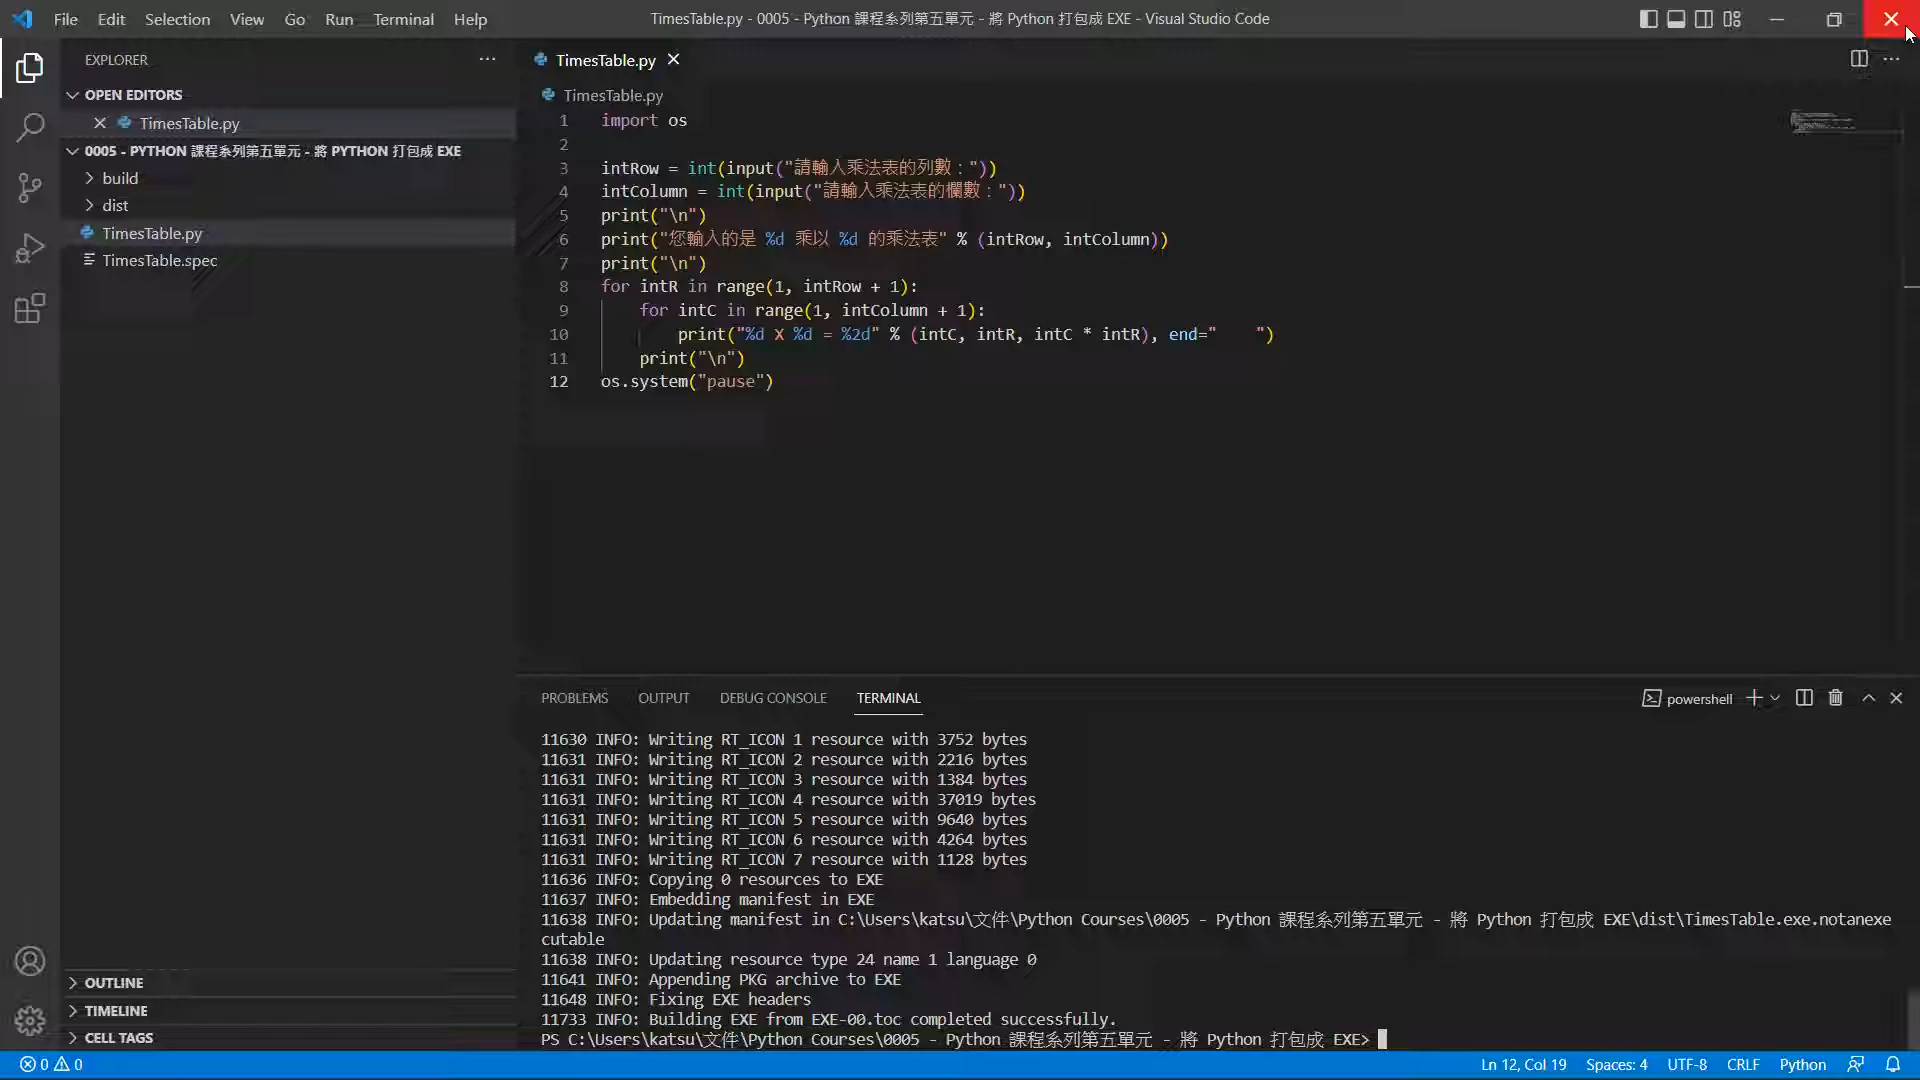 File Edit Selection View Go Run Terminal Help
TimesTable.py - 0005 - Python 課程系列第五單元 - 將 Python 打包成 EXE - Visual Studio Code
EXPLORER
OPEN EDITORS
TimesTable.py
0005 - PYTHON 課程系列第五單元 - 將 PYTHON 打包成 EXE
build
dist
TimesTable.py
TimesTable.spec
OUTLINE
TIMELINE
CELL TAGS
TimesTable.py
TimesTable.py
1 import os
2
3 intRow = int(input("請輸入乘法表的列數："))
4 intColumn = int(input("請輸入乘法表的欄數："))
5 print("\n")
6 print("您輸入的是 %d 乘以 %d 的乘法表" % (intRow, intColumn))
7 print("\n")
8 for intR in range(1, intRow + 1):
9     for intC in range(1, intColumn + 1):
10         print("%d X %d = %2d" % (intC, intR, intC * intR), end="    ")
11     print("\n")
12 os.system("pause")
PROBLEMS OUTPUT DEBUG CONSOLE TERMINAL
powershell
11630 INFO: Writing RT_ICON 1 resource with 3752 bytes
11631 INFO: Writing RT_ICON 2 resource with 2216 bytes
11631 INFO: Writing RT_ICON 3 resource with 1384 bytes
11631 INFO: Writing RT_ICON 4 resource with 37019 bytes
11631 INFO: Writing RT_ICON 5 resource with 9640 bytes
11631 INFO: Writing RT_ICON 6 resource with 4264 bytes
11631 INFO: Writing RT_ICON 7 resource with 1128 bytes
11636 INFO: Copying 0 resources to EXE
11637 INFO: Embedding manifest in EXE
11638 INFO: Updating manifest in C:\Users\katsu\文件\Python Courses\0005 - Python 課程系列第五單元 - 將 Python 打包成 EXE\dist\TimesTable.exe.notanexe
cutable
11638 INFO: Updating resource type 24 name 1 language 0
11641 INFO: Appending PKG archive to EXE
11648 INFO: Fixing EXE headers
11733 INFO: Building EXE from EXE-00.toc completed successfully.
PS C:\Users\katsu\文件\Python Courses\0005 - Python 課程系列第五單元 - 將 Python 打包成 EXE>
0 0
Ln 12, Col 19 Spaces: 4 UTF-8 CRLF Python